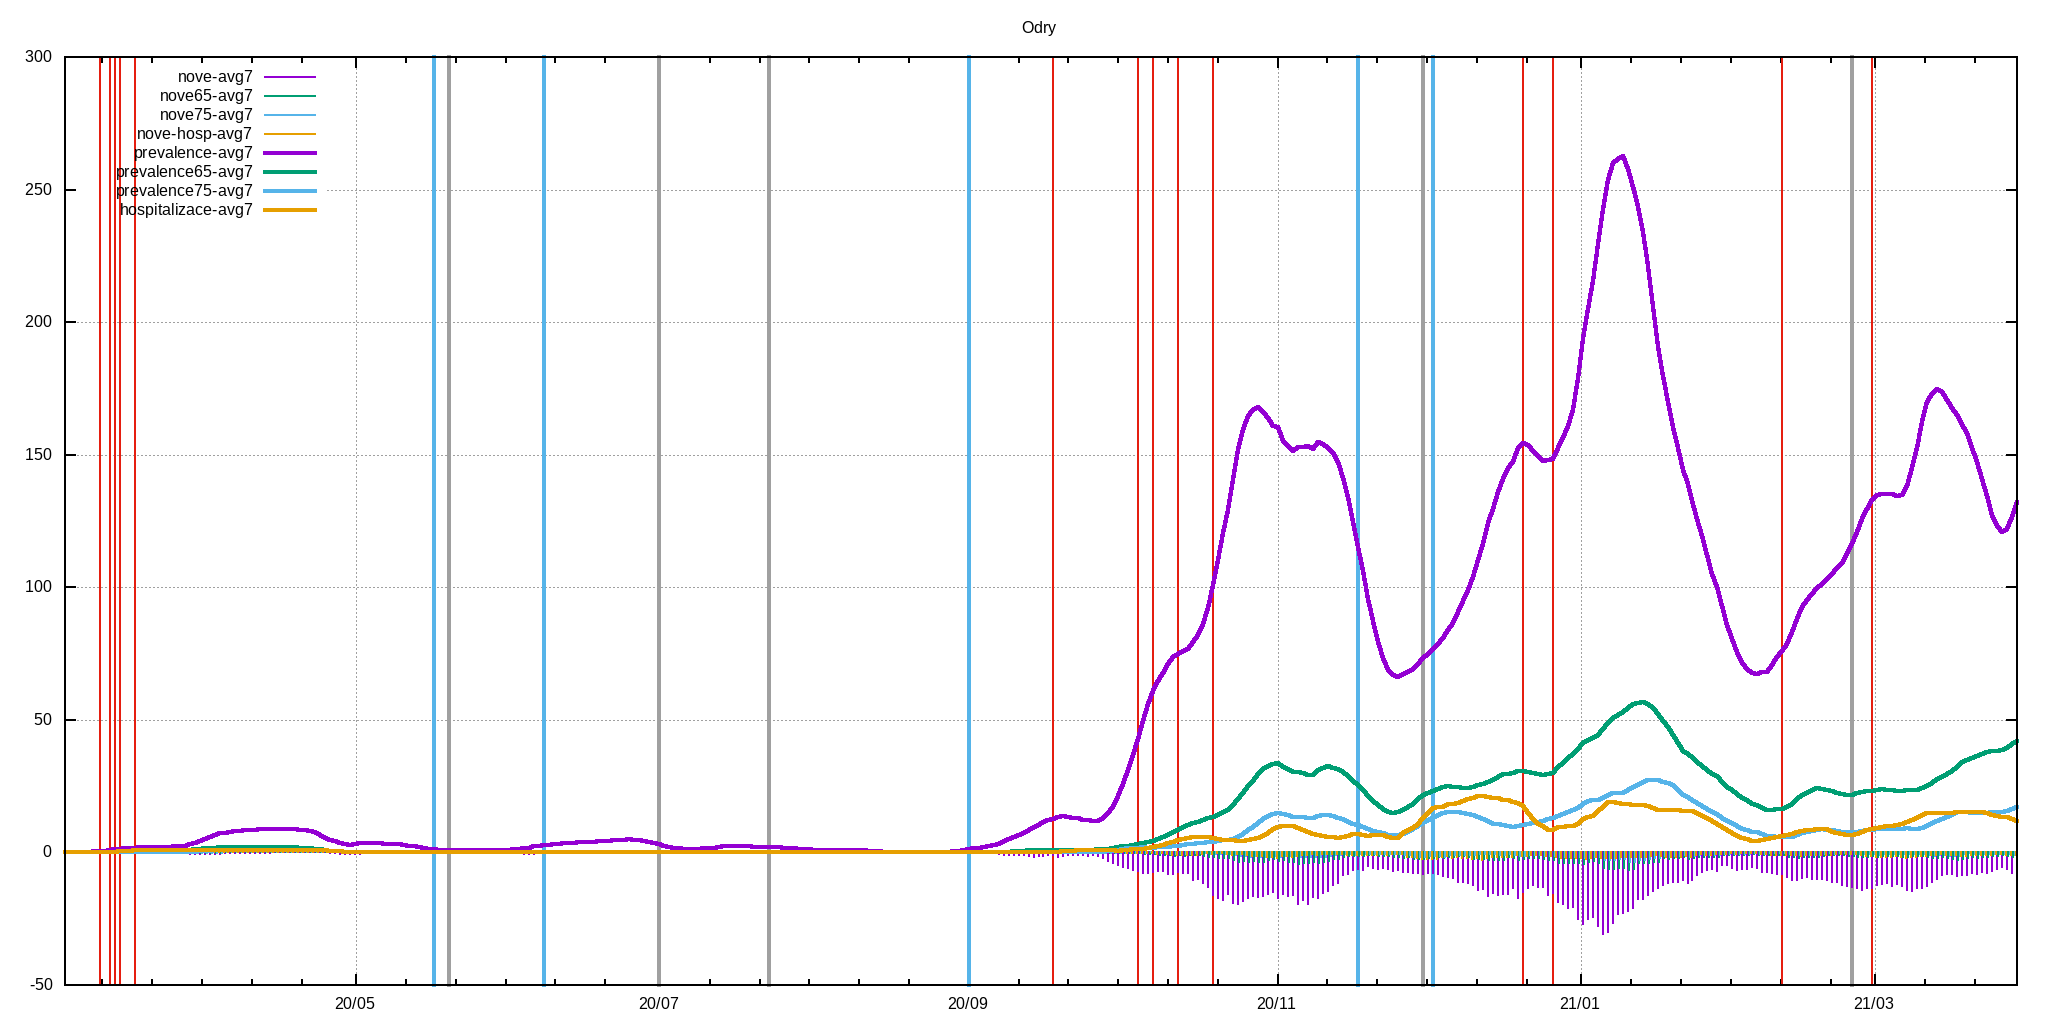 Odry
300
250
200
150
100
50
0
-50
nove-avg7
nove65-avg7
nove75-avg7
nove-hosp-avg7
prevalence-avg7
prevalence65-avg7
prevalence75-avg7
hospitalizace-avg7
20/05 20/07 20/09 20/11 21/01 21/03